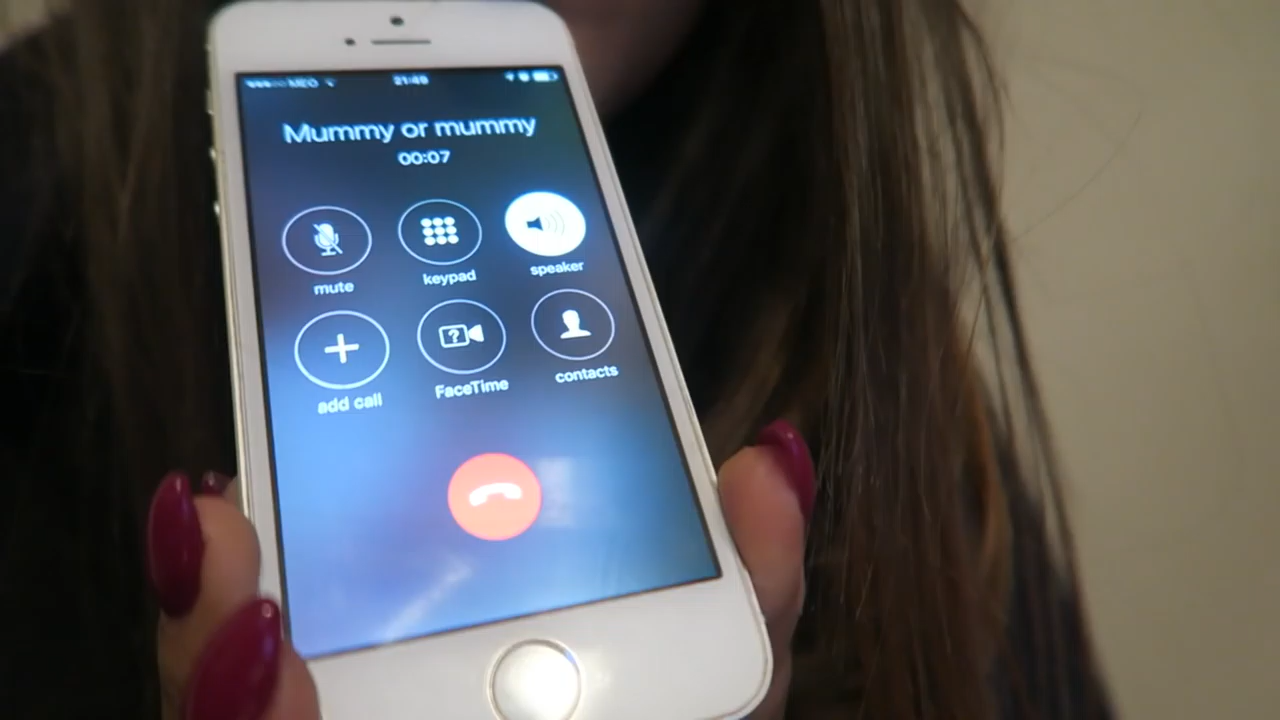 MEO 21:49
Mummy or mummy
00:07
mute keypad speaker
?
add call FaceTime contacts